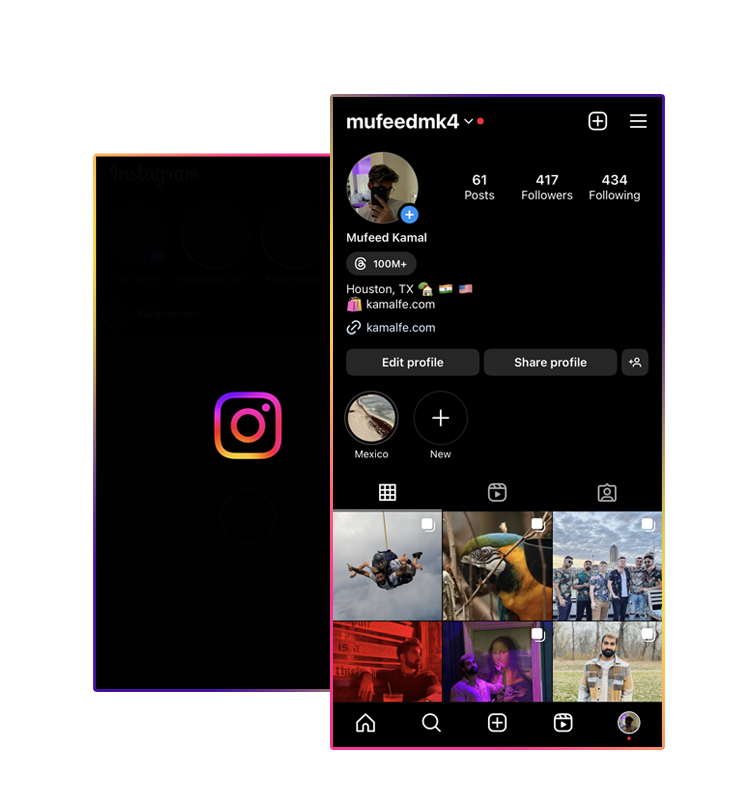 Instagram
mufeedmk4
61 417 434
Posts Followers Following
Mufeed Kamal
100M+
Houston, TX
kamalfe.com
kamalfe.com
Edit profile Share profile
Mexico New
is a